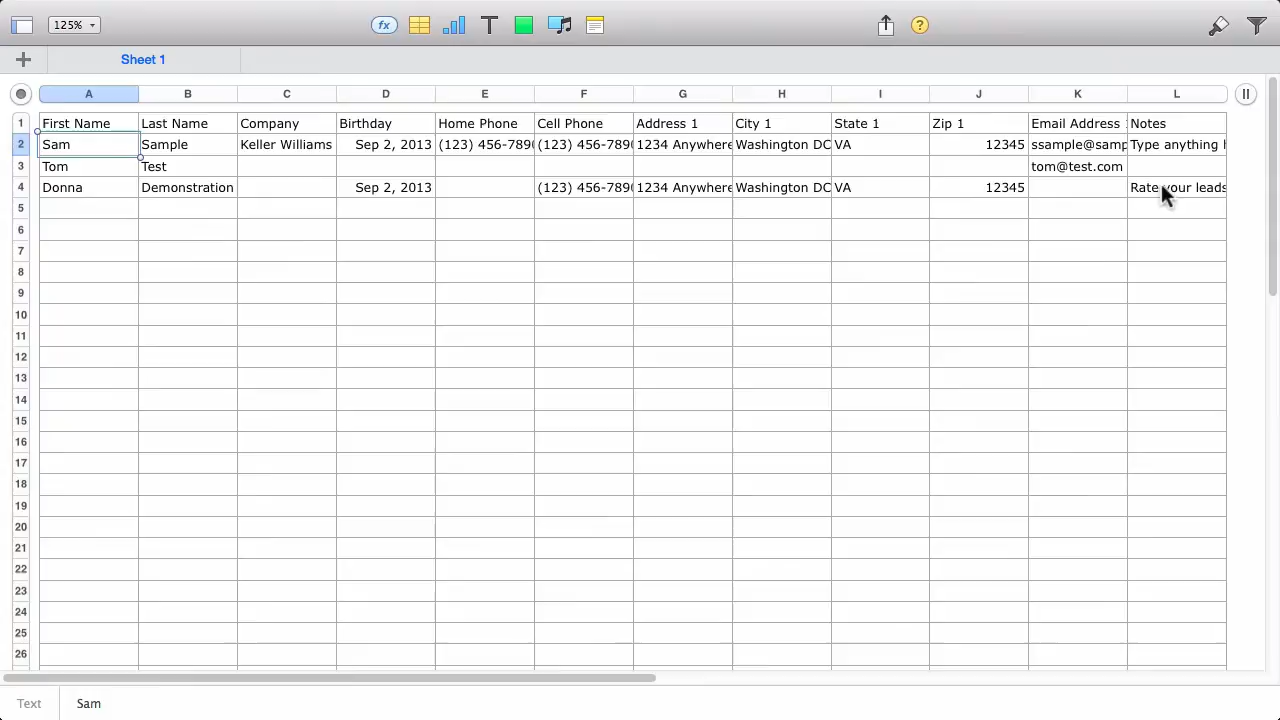 125%
fx T ?
Sheet 1
A B C D E F G H I J K L
1 First Name Last Name Company Birthday Home Phone Cell Phone Address 1 City 1 State 1 Zip 1 Email Address Notes
2 Sam Sample Keller Williams Sep 2, 2013 (123) 456-7890 (123) 456-7890 1234 Anywhere Washington DC VA 12345 ssample@samp Type anything
3 Tom Test tom@test.com
4 Donna Demonstration Sep 2, 2013 (123) 456-7890 1234 Anywhere Washington DC VA 12345 Rate your leads
5
6
7
8
9
10
11
12
13
14
15
16
17
18
19
20
21
22
23
24
25
26
Text Sam